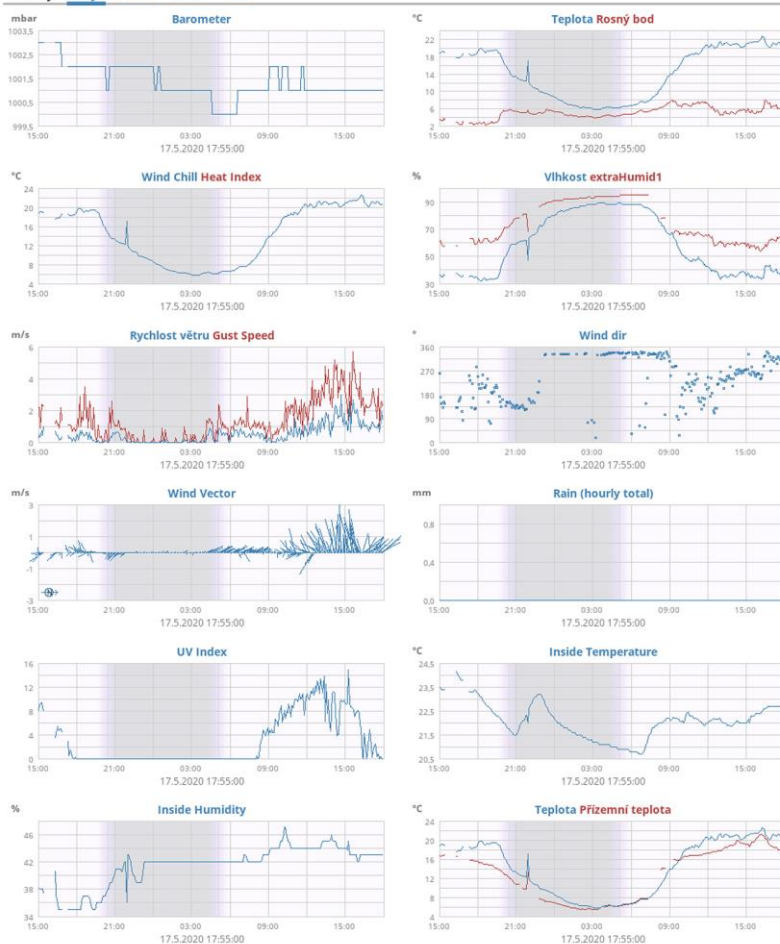 mbar
Barometer
1003,5
1002,5
1001,5
1000,5
999,5
15:00 21:00 03:00 09:00 15:00
17.5.2020 17:55:00
°C
Teplota Rosný bod
22
18
14
10
6
2
15:00 21:00 03:00 09:00 15:00
17.5.2020 17:55:00
°C
Wind Chill Heat Index
24
20
16
12
8
4
15:00 21:00 03:00 09:00 15:00
17.5.2020 17:55:00
%
Vlhkost extraHumid1
90
70
50
30
15:00 21:00 03:00 09:00 15:00
17.5.2020 17:55:00
m/s
Rychlost větru Gust Speed
6
4
2
0
15:00 21:00 03:00 09:00 15:00
17.5.2020 17:55:00
°
Wind dir
360
270
180
90
0
15:00 21:00 03:00 09:00 15:00
17.5.2020 17:55:00
m/s
Wind Vector
3
1
-1
-3
15:00 21:00 03:00 09:00 15:00
17.5.2020 17:55:00
mm
Rain (hourly total)
0,8
0,4
0,0
15:00 21:00 03:00 09:00 15:00
17.5.2020 17:55:00
UV Index
16
12
8
4
0
15:00 21:00 03:00 09:00 15:00
17.5.2020 17:55:00
°C
Inside Temperature
24,5
23,5
22,5
21,5
20,5
15:00 21:00 03:00 09:00 15:00
17.5.2020 17:55:00
%
Inside Humidity
46
42
38
34
15:00 21:00 03:00 09:00 15:00
17.5.2020 17:55:00
°C
Teplota Přízemní teplota
24
20
16
12
8
4
15:00 21:00 03:00 09:00 15:00
17.5.2020 17:55:00